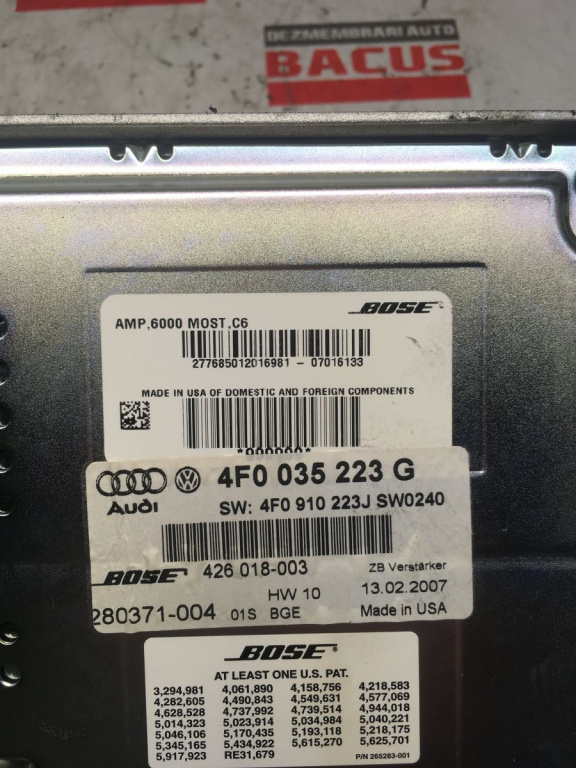 DEZMEMBRARI AUTO
BACUS
BOSE
AMP,6000 MOST,C6
277685012016981 - 07016133
MADE IN USA OF DOMESTIC AND FOREIGN COMPONENTS
*000000*
4F0 035 223 G
Audi
SW: 4F0 910 223J SW0240
BOSE 426 018-003 ZB Verstärker
HW 10 13.02.2007
280371-004 01S BGE Made in USA
BOSE
AT LEAST ONE U.S. PAT.
3,294,981 4,061,890 4,158,756 4,218,583
4,282,605 4,490,843 4,549,631 4,577,069
4,628,528 4,737,992 4,739,514 4,944,018
5,014,323 5,023,914 5,034,984 5,040,221
5,046,106 5,170,435 5,193,118 5,218,175
5,345,165 5,434,922 5,615,270 5,625,701
5,917,923 RE31,679 P/N 265283-001